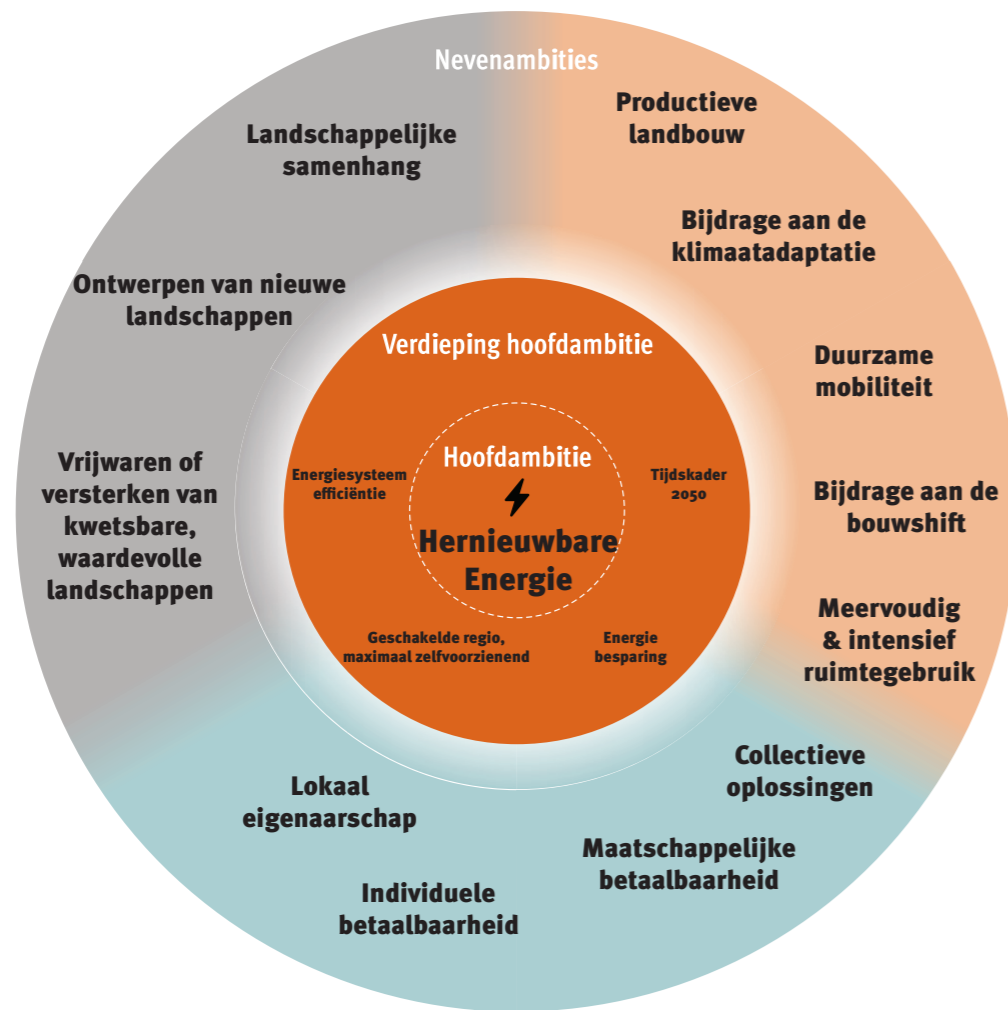 Nevenambities
Landschappelijke
samenhang
Ontwerpen van nieuwe
landschappen
Vrijwaren of
versterken van
kwetsbare,
waardevolle
landschappen
Productieve
landbouw
Bijdrage aan de
klimaatadaptatie
Duurzame
mobiliteit
Bijdrage aan de
bouwshift
Meervoudig
& intensief
ruimtegebruik
Collectieve
oplossingen
Maatschappelijke
betaalbaarheid
Individuele
betaalbaarheid
Lokaal
eigenaarschap
Verdieping hoofdambitie
Energiesysteem
efficiëntie
Tijdskader
2050
Geschakelde regio,
maximaal zelfvoorzienend
Energie
besparing
Hoofdambitie
Hernieuwbare
Energie